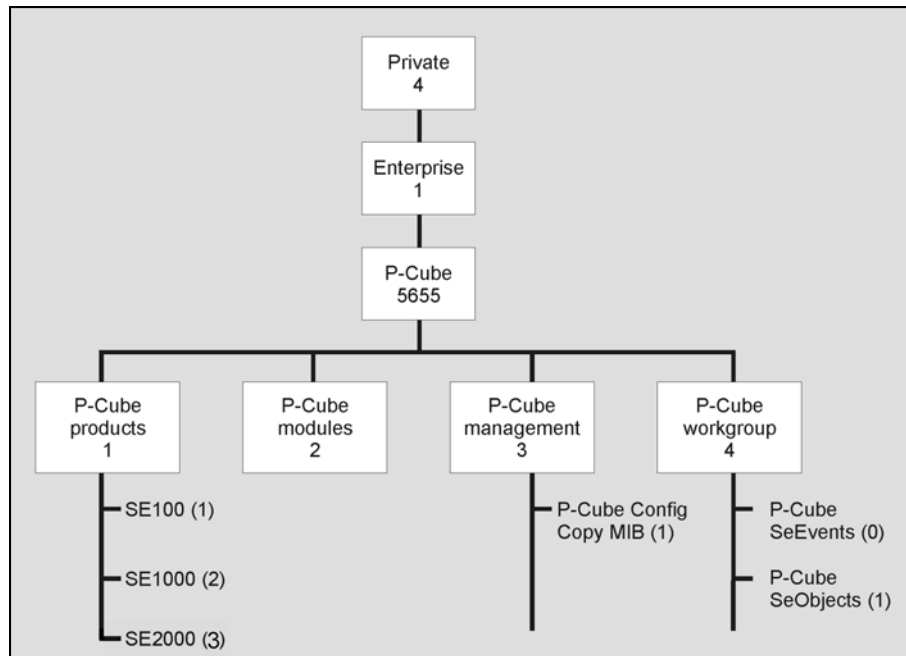 Private
4
Enterprise
1
P-Cube
5655
P-Cube
products
1
P-Cube
modules
2
P-Cube
management
3
P-Cube
workgroup
4
SE100 (1)
SE1000 (2)
SE2000 (3)
P-Cube Config
Copy MIB (1)
P-Cube
SeEvents (0)
P-Cube
SeObjects (1)